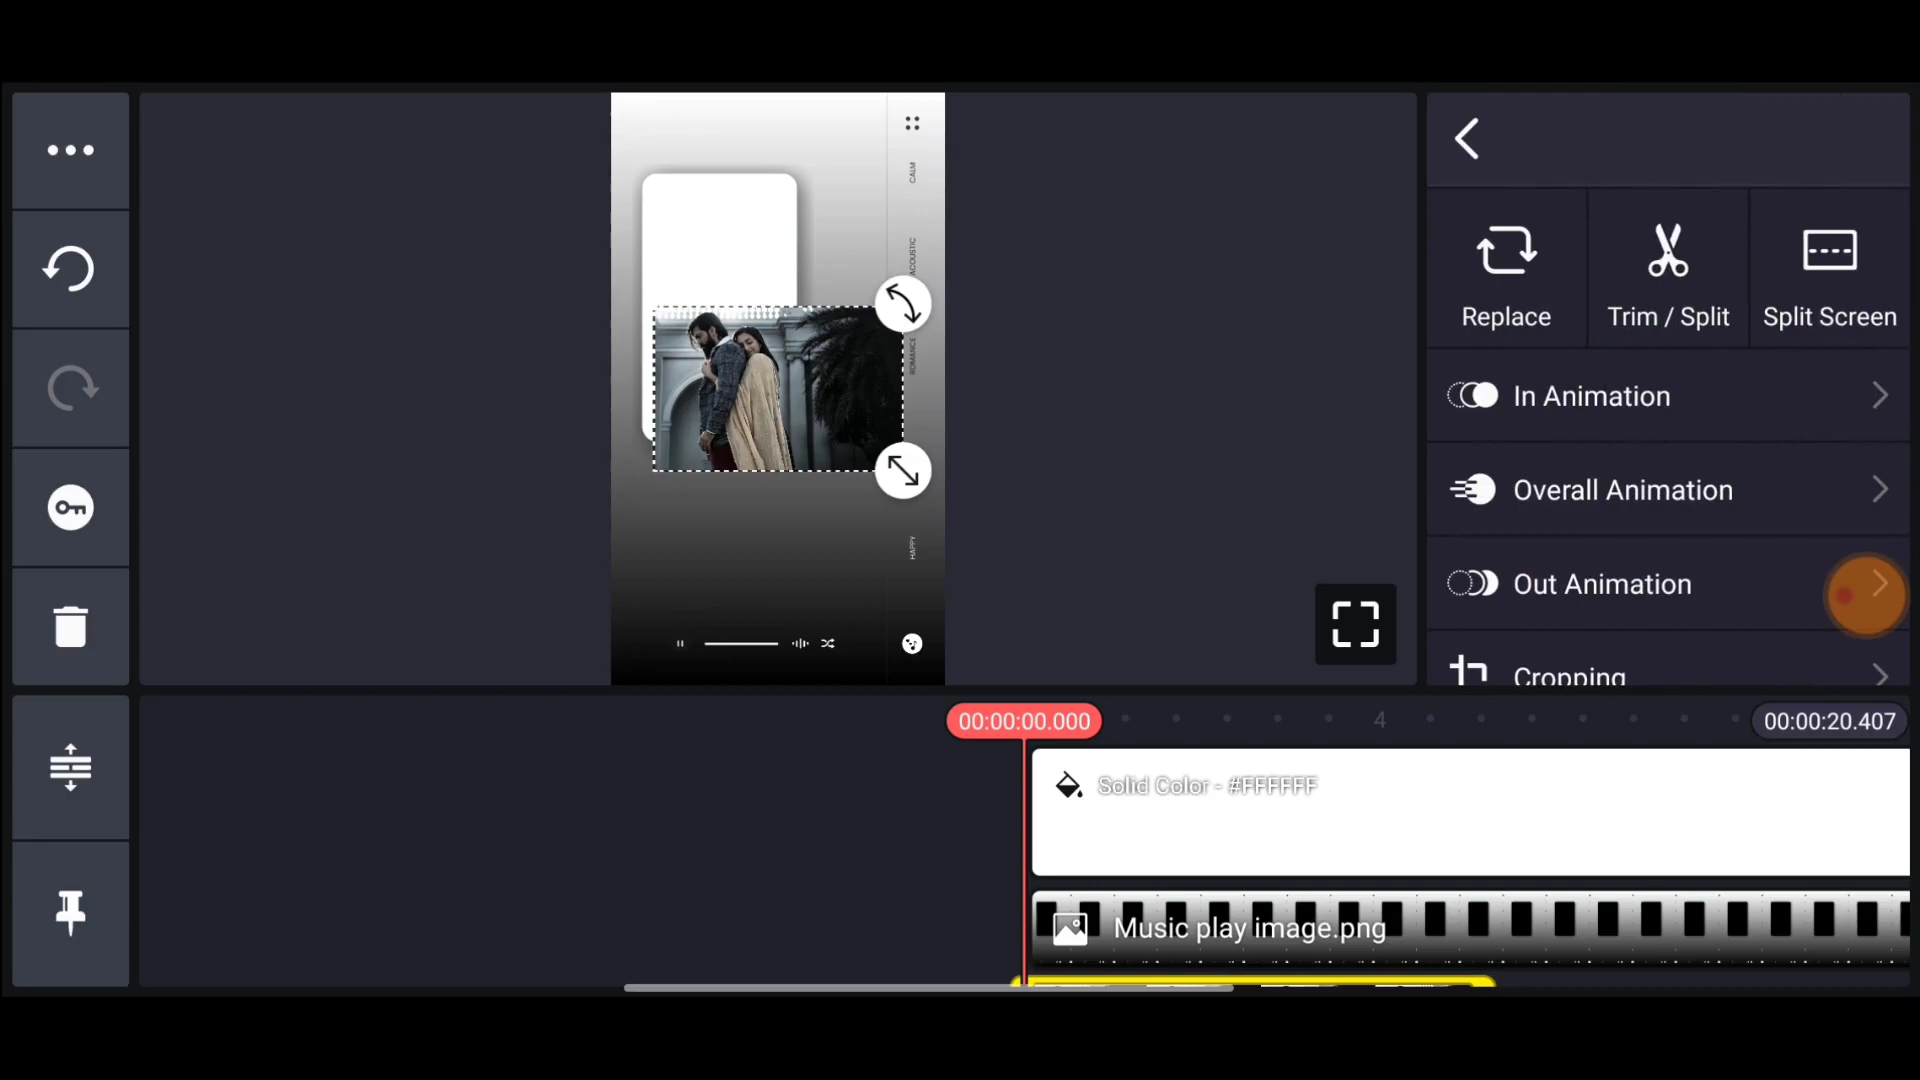 CALM
ACOUSTIC
ROMANCE
HAPPY
Replace
Trim / Split
Split Screen
In Animation
Overall Animation
Out Animation
Cropping
00:00:00.000
4
00:00:20.407
Solid Color - #FFFFFF
Music play image.png